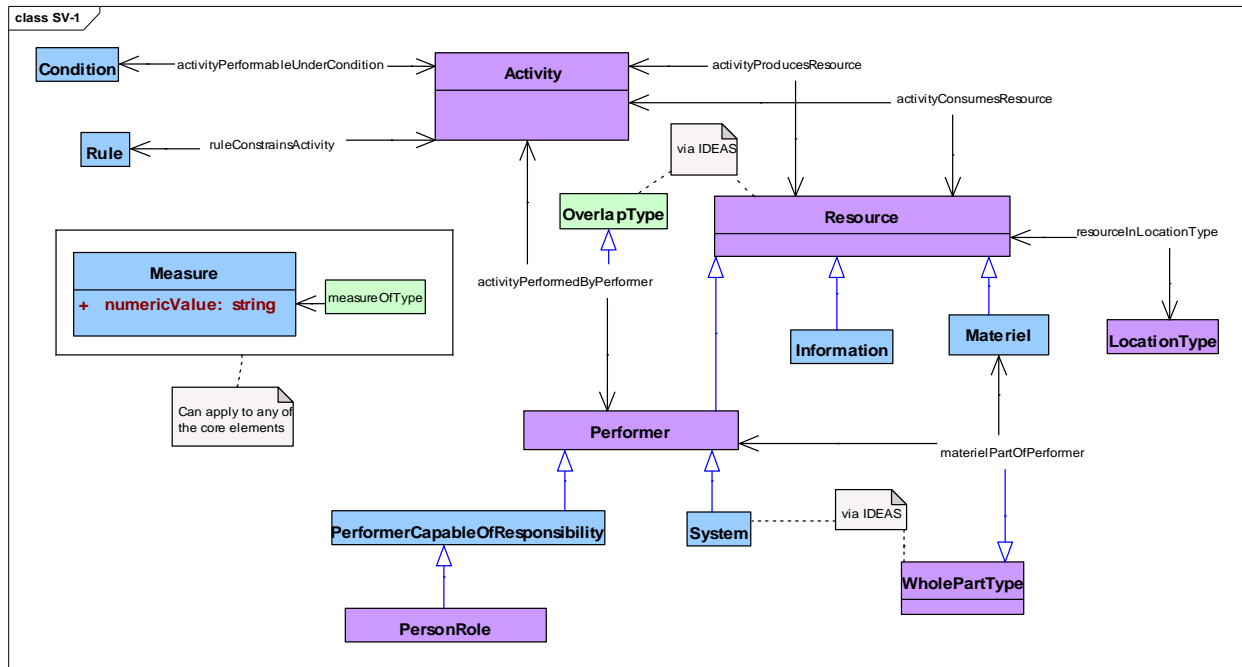 class SV-1
Condition
activityPerformableUnderCondition
Activity
activityProducesResource
activityConsumesResource
Rule
ruleConstrainsActivity
via IDEAS
OverlapType
Resource
resourceInLocationType
Measure
+ numericValue: string
measureOfType
activityPerformedByPerformer
Information
Materiel
LocationType
Can apply to any of
the core elements
Performer
materielPartOfPerformer
PerformerCapableOfResponsibility
System
via IDEAS
WholePartType
PersonRole